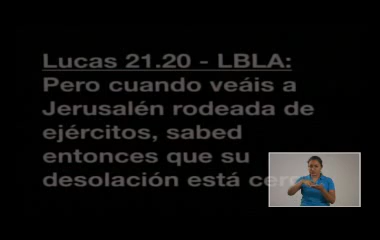 Lucas 21.20 - LBLA:
Pero cuando veáis a
Jerusalén rodeada de
ejércitos, sabed
entonces que su
desolación está